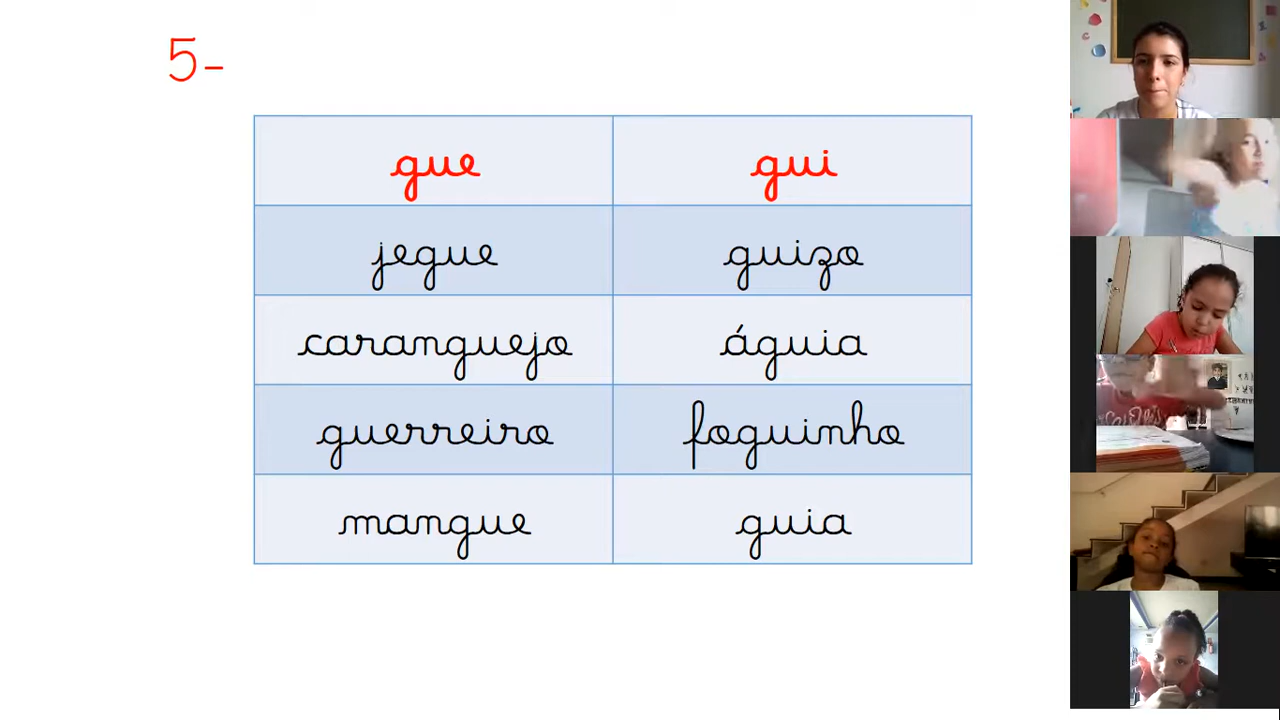 5-
gue gui
jegue guizo
caranguejo águia
guerreiro foguinho
mangue guia